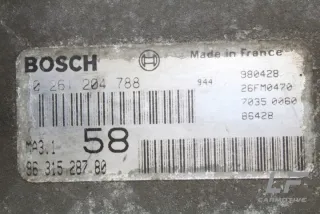 BOSCH
Made in France
0 261 204 788
944
980428
26FM0470
7035 0060
86428
MA3.1
58
96 315 287 80
CARMOTIVE